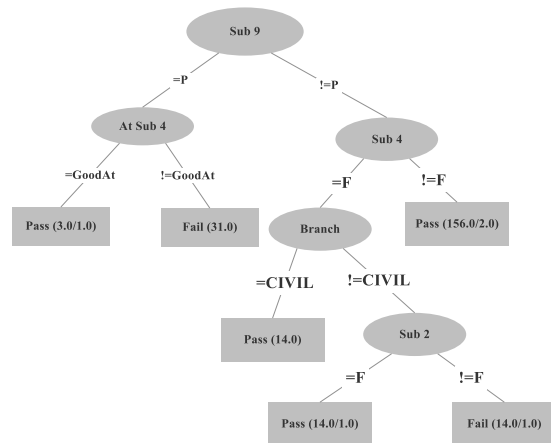 Sub 9
=P
!=P
At Sub 4
Sub 4
=GoodAt
!=GoodAt
=F
!=F
Pass (3.0/1.0)
Fail (31.0)
Branch
Pass (156.0/2.0)
=CIVIL
!=CIVIL
Pass (14.0)
Sub 2
=F
!=F
Pass (14.0/1.0)
Fail (14.0/1.0)